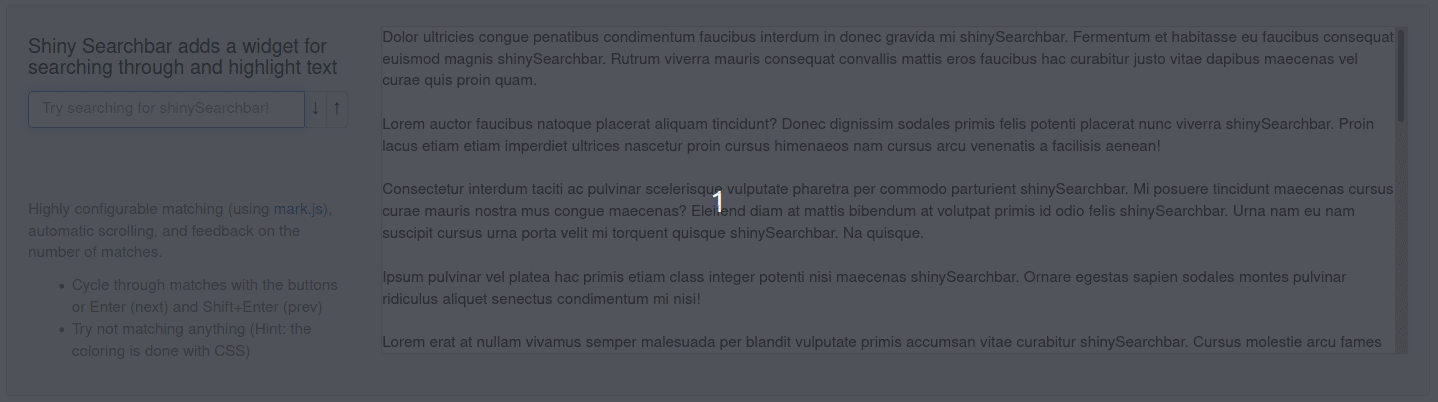 Shiny Searchbar adds a widget for
searching through and highlight text
Try searching for shinySearchbar!
↓ ↑
Highly configurable matching (using mark.js),
automatic scrolling, and feedback on the
number of matches.
• Cycle through matches with the buttons
or Enter (next) and Shift+Enter (prev)
• Try not matching anything (Hint: the
coloring is done with CSS)
Dolor ultricies congue penatibus condimentum faucibus interdum in donec gravida mi shinySearchbar. Fermentum et habitasse eu faucibus consequat
euismod magnis shinySearchbar. Rutrum viverra mauris consequat convallis mattis eros faucibus hac curabitur justo vitae dapibus maecenas vel
curae quis proin quam.
Lorem auctor faucibus natoque placerat aliquam tincidunt? Donec dignissim sodales primis felis potenti placerat nunc viverra shinySearchbar. Proin
lacus etiam etiam imperdiet ultrices nascetur proin cursus himenaeos nam cursus arcu venenatis a facilisis aenean!
Consectetur interdum taciti ac pulvinar scelerisque vulputate pharetra per commodo parturient shinySearchbar. Mi posuere tincidunt maecenas cursus
1
curae mauris nostra mus congue maecenas? Eleifend diam at mattis bibendum at volutpat primis id odio felis shinySearchbar. Urna nam eu nam
suscipit cursus urna porta velit mi torquent quisque shinySearchbar. Na quisque.
Ipsum pulvinar vel platea hac primis etiam class integer potenti nisi maecenas shinySearchbar. Ornare egestas sapien sodales montes pulvinar
ridiculus aliquet senectus condimentum mi nisi!
Lorem erat at nullam vivamus semper malesuada per blandit vulputate primis accumsan vitae curabitur shinySearchbar. Cursus molestie arcu fames